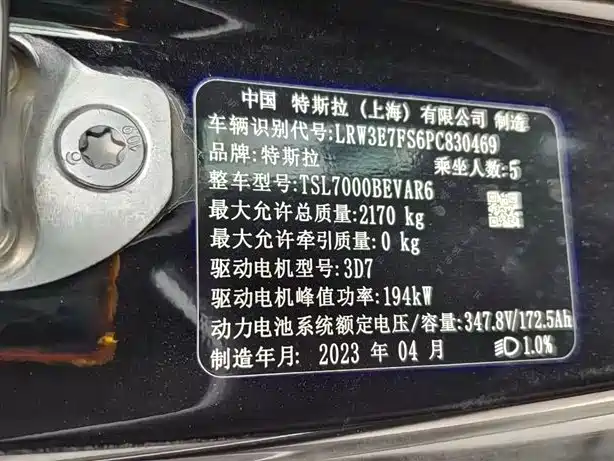 中国 特斯拉（上海）有限公司 制造
车辆识别代号:LRW3E7FS6PC830469
品牌:特斯拉 乘坐人数:5
整车型号:TSL7000BEVAR6
最大允许总质量:2170 kg
最大允许牵引质量:0 kg
驱动电机型号:3D7
驱动电机峰值功率:194kW
动力电池系统额定电压/容量:347.8V/172.5Ah
制造年月: 2023 年 04 月 1.0%